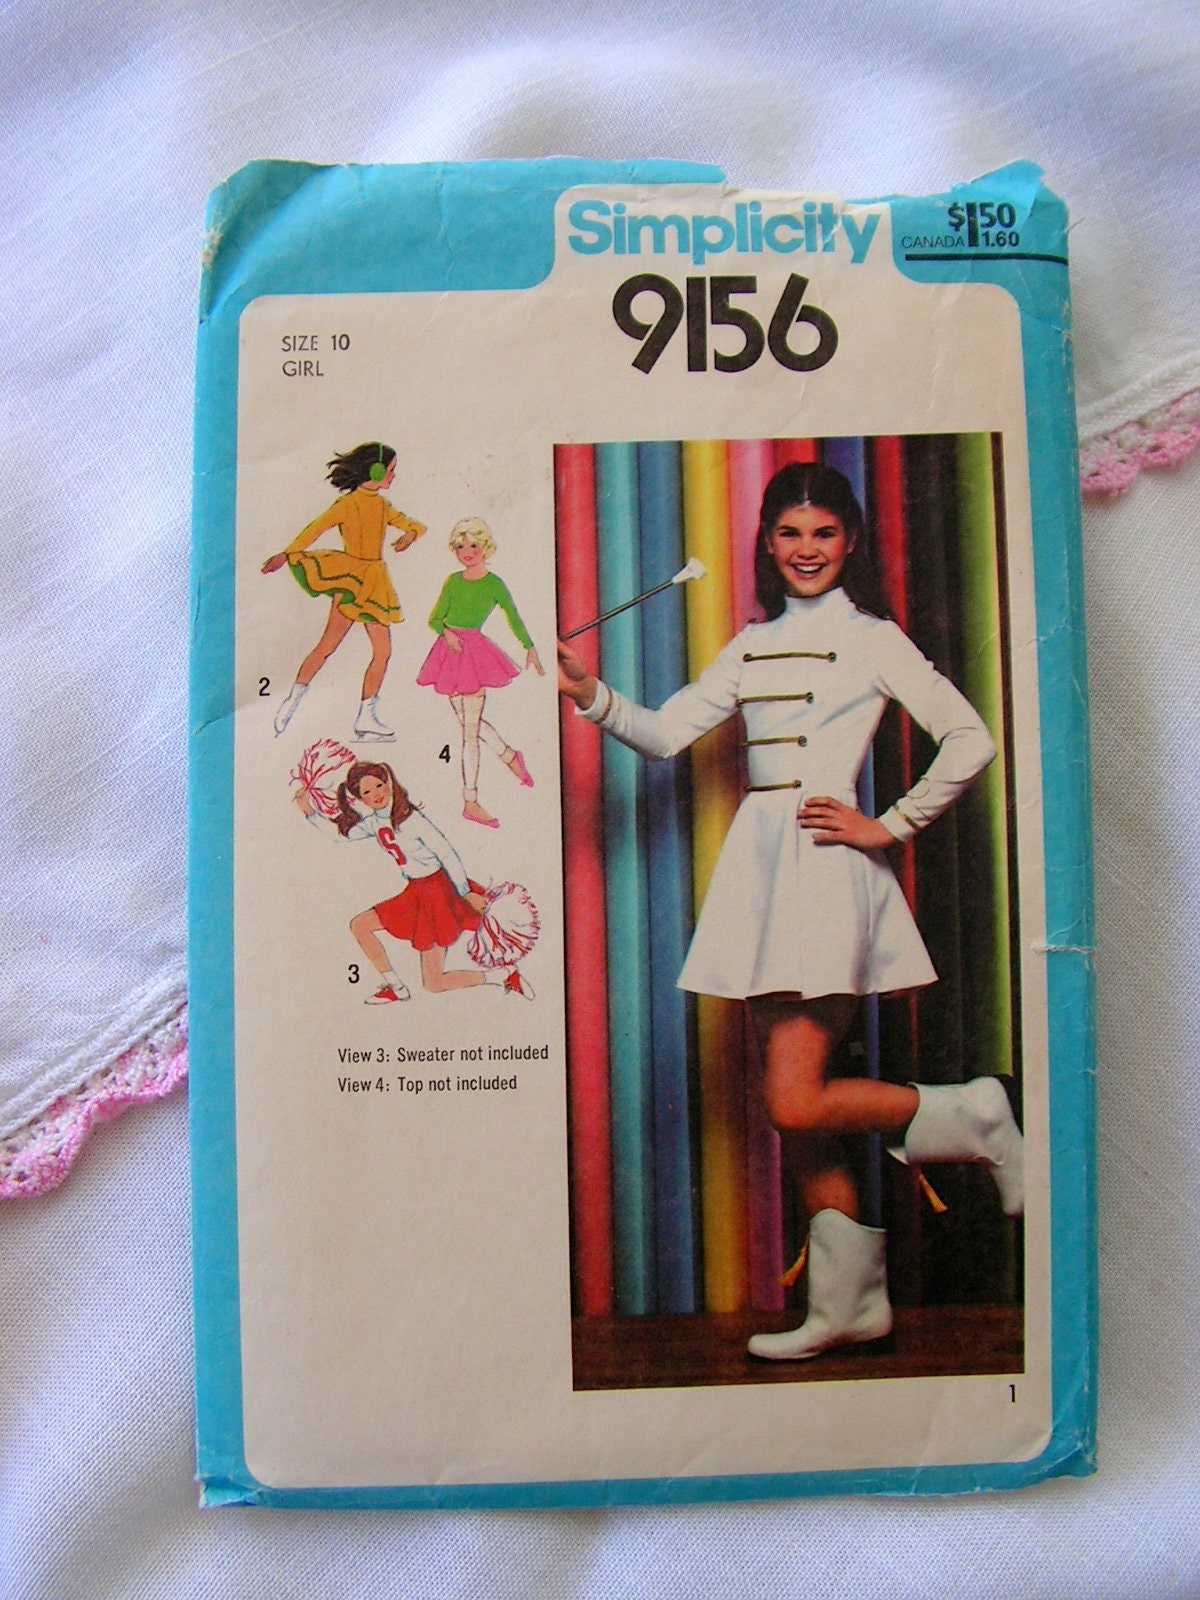 Simplicity
$1.50
CANADA 1.60
9156
SIZE 10
GIRL
2
4
S
3
View 3: Sweater not included
View 4: Top not included
1